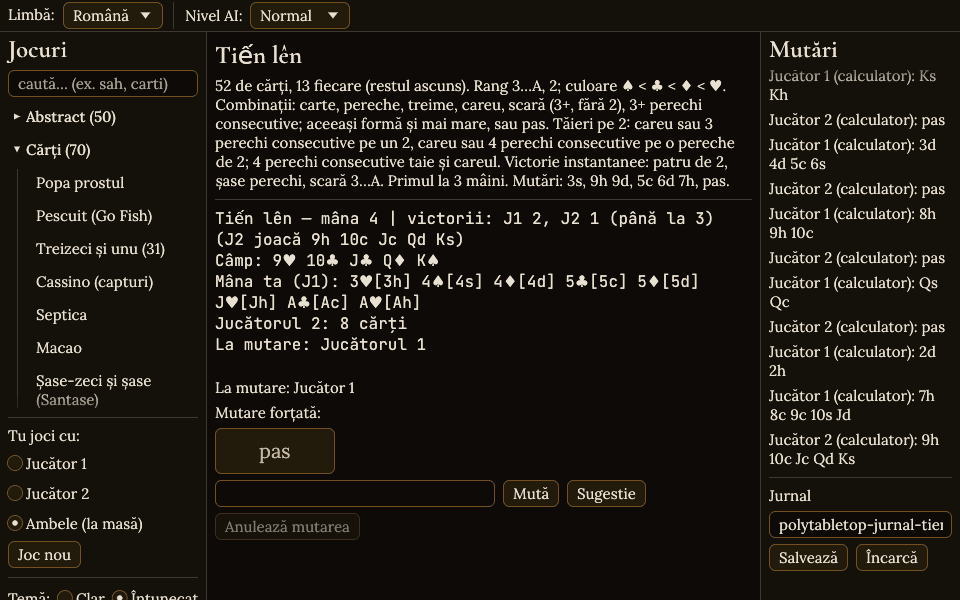 Limbă: Română ▼ Nivel AI: Normal ▼
Jocuri
caută... (ex. sah, carti)
▸ Abstract (50)
▾ Cărți (70)
Popa prostul
Pescuit (Go Fish)
Treizeci și unu (31)
Cassino (capturi)
Septica
Macao
Șase-zeci și șase
(Santase)
Tu joci cu:
Jucător 1
Jucător 2
Ambele (la masă)
Joc nou
Temă: Clar Întunecat
Tiến lên
52 de cărți, 13 fiecare (restul ascuns). Rang 3…A, 2; culoare ♠ < ♣ < ♦ < ♥.
Combinații: carte, pereche, treime, careu, scară (3+, fără 2), 3+ perechi
consecutive; aceeași formă și mai mare, sau pas. Tăieri pe 2: careu sau 3
perechi consecutive pe un 2, careu sau 4 perechi consecutive pe o pereche
de 2; 4 perechi consecutive taie și careul. Victorie instantanee: patru de 2,
șase perechi, scară 3…A. Primul la 3 mâini. Mutări: 3s, 9h 9d, 5c 6d 7h, pas.
Tiến lên — mâna 4 | victorii: J1 2, J2 1 (până la 3)
(J2 joacă 9h 10c Jc Qd Ks)
Câmp: 9♥ 10♣ J♣ Q♦ K♠
Mâna ta (J1): 3♥[3h] 4♠[4s] 4♦[4d] 5♣[5c] 5♦[5d]
J♥[Jh] A♣[Ac] A♥[Ah]
Jucătorul 2: 8 cărți
La mutare: Jucătorul 1
La mutare: Jucător 1
Mutare forțată:
pas
Mută Sugestie
Anulează mutarea
Mutări
Jucător 1 (calculator): Ks
Kh
Jucător 2 (calculator): pas
Jucător 1 (calculator): 3d
4d 5c 6s
Jucător 2 (calculator): pas
Jucător 1 (calculator): 8h
9h 10c
Jucător 2 (calculator): pas
Jucător 1 (calculator): Qs
Qc
Jucător 2 (calculator): pas
Jucător 1 (calculator): 2d
2h
Jucător 1 (calculator): 7h
8c 9c 10s Jd
Jucător 2 (calculator): 9h
10c Jc Qd Ks
Jurnal
polytabletop-jurnal-tien
Salvează Încarcă